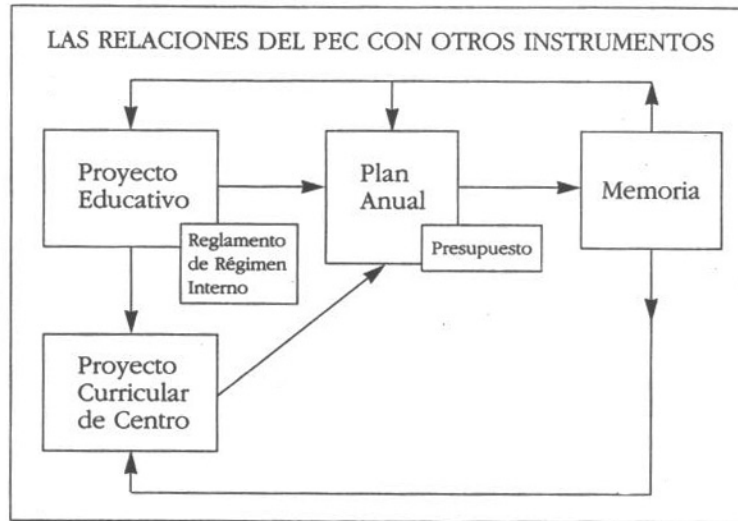 LAS RELACIONES DEL PEC CON OTROS INSTRUMENTOS
Proyecto
Educativo
Plan
Anual
Memoria
Reglamento
de Régimen
Interno
Presupuesto
Proyecto
Curricular
de Centro